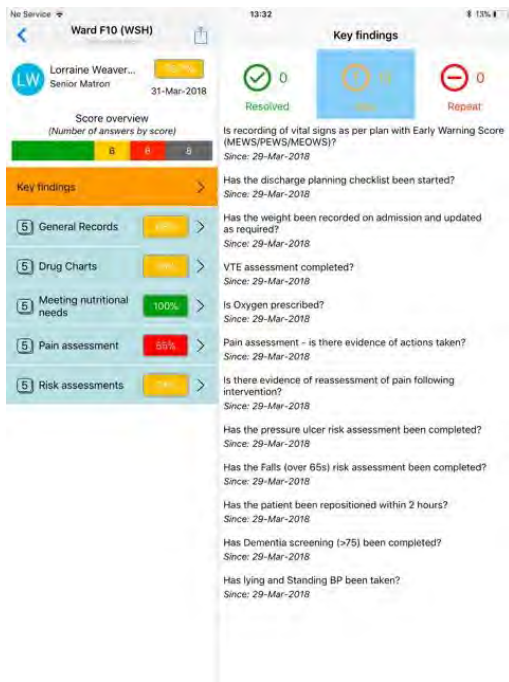 No Service
13:32
13%
Ward F10 (WSH)
LW
Lorraine Weaver...
Senior Matron
31-Mar-2018
Score overview
(Number of answers by score)
6
6
8
Key findings
5 General Records
5 Drug Charts
5 Meeting nutritional
needs
100%
5 Pain assessment
5 Risk assessments
Key findings
0
Resolved
0
Repeat
Is recording of vital signs as per plan with Early Warning Score
(MEWS/PEWS/MEOWS)?
Since: 29-Mar-2018
Has the discharge planning checklist been started?
Since: 29-Mar-2018
Has the weight been recorded on admission and updated
as required?
Since: 29-Mar-2018
VTE assessment completed?
Since: 29-Mar-2018
Is Oxygen prescribed?
Since: 29-Mar-2018
Pain assessment - is there evidence of actions taken?
Since: 29-Mar-2018
Is there evidence of reassessment of pain following
intervention?
Since: 29-Mar-2018
Has the pressure ulcer risk assessment been completed?
Since: 29-Mar-2018
Has the Falls (over 65s) risk assessment been completed?
Since: 29-Mar-2018
Has the patient been repositioned within 2 hours?
Since: 29-Mar-2018
Has Dementia screening (>75) been completed?
Since: 29-Mar-2018
Has lying and Standing BP been taken?
Since: 29-Mar-2018